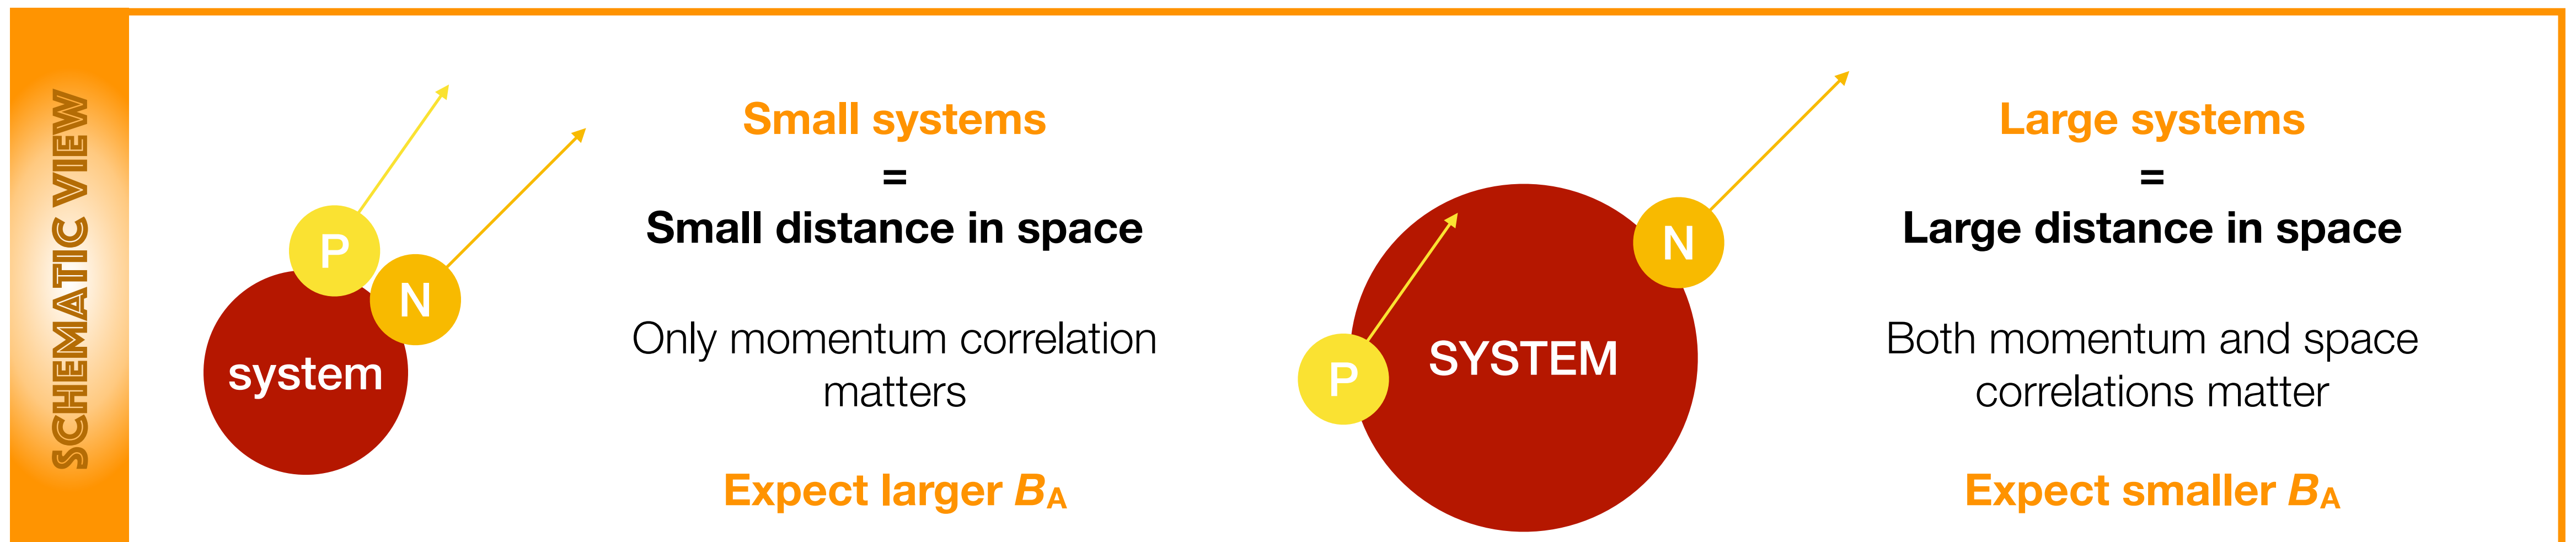 SCHEMATIC VIEW
P
N
system
Small systems
=
Small distance in space
Only momentum correlation
matters
Expect larger BA
P
N
SYSTEM
Large systems
=
Large distance in space
Both momentum and space
correlations matter
Expect smaller BA